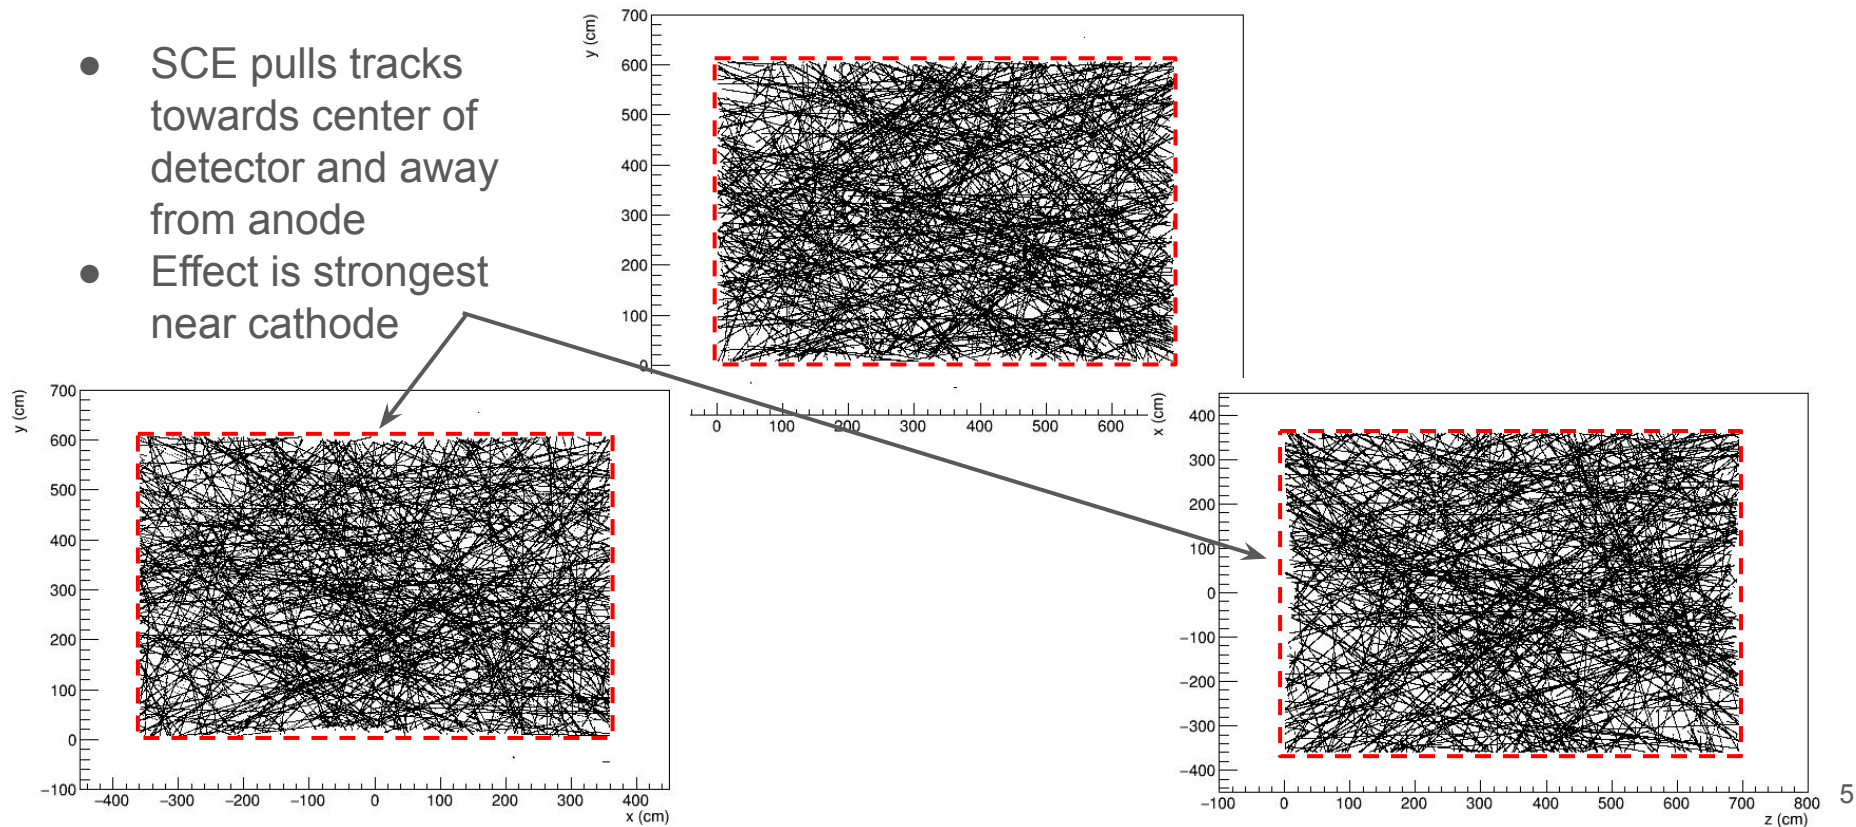 ● SCE pulls tracks
towards center of
detector and away
from anode
● Effect is strongest
near cathode
y (cm)
700
600
500
400
300
200
100
0
0 100 200 300 400 500 600
x (cm)
y (cm)
700
600
500
400
300
200
100
0
−100
−400 −300 −200 −100 0 100 200 300 400
x (cm)
400
300
200
100
0
−100
−200
−300
−400
−100 0 100 200 300 400 500 600 700 800
z (cm)
5